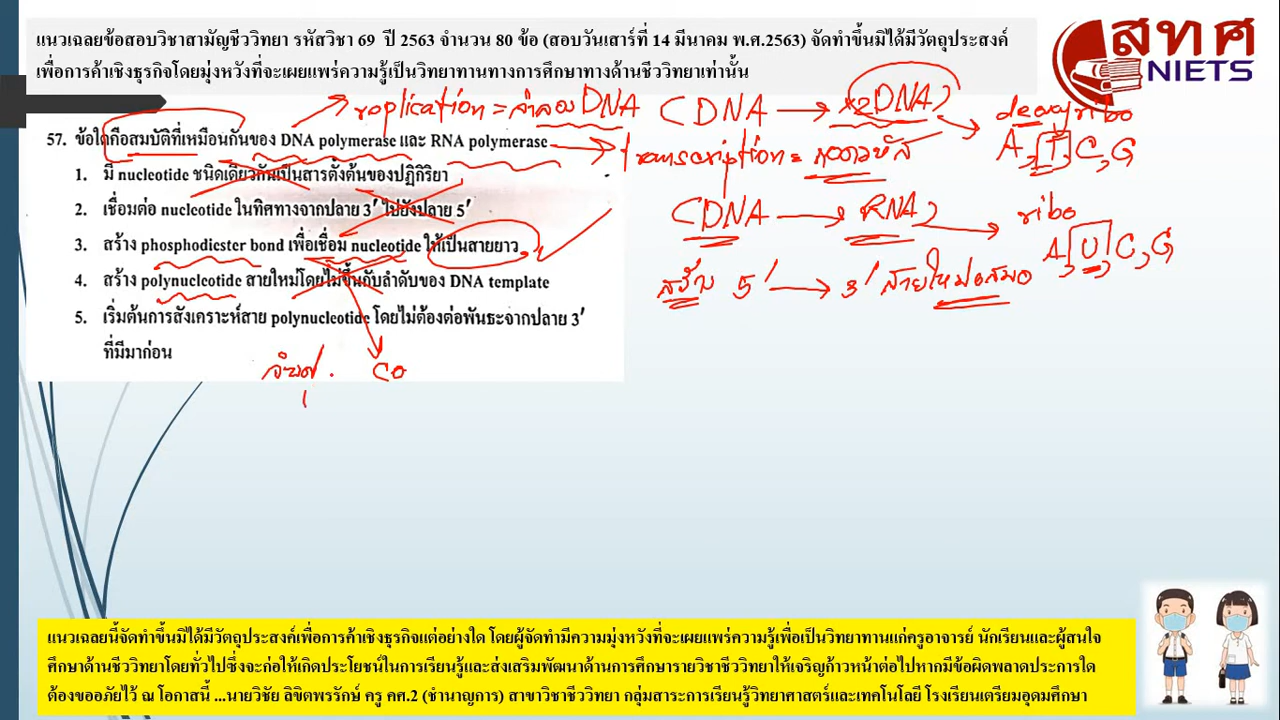 แนวเฉลยข้อสอบวิชาสามัญชีววิทยา รหัสวิชา 69 ปี 2563 จำนวน 80 ข้อ (สอบวันเสาร์ที่ 14 มีนาคม พ.ศ.2563) จัดทำขึ้นมิได้มีวัตถุประสงค์
เพื่อการค้าเชิงธุรกิจโดยมุ่งหวังที่จะเผยแพร่ความรู้เป็นวิทยาทานทางการศึกษาทางด้านชีววิทยาเท่านั้น
สทศ
NIETS
replication = จำลอง DNA
CDNA → x2DNA
deoxyribo
A, T, C, G
57. ข้อใดคือสมบัติที่เหมือนกันของ DNA polymerase และ RNA polymerase
transcription = ถอดรหัส
1. มี nucleotide ชนิดเดียวกันเป็นสารตั้งต้นของปฏิกิริยา
2. เชื่อมต่อ nucleotide ในทิศทางจากปลาย 3′ ไปยังปลาย 5′
CDNA → RNA
ribo
A, U, C, G
3. สร้าง phosphodiester bond เพื่อเชื่อม nucleotide ให้เป็นสายยาว
4. สร้าง polynucleotide สายใหม่โดยไม่ขึ้นกับลำดับของ DNA template
สร้าง 5′ → 3′ สายใหม่เสมอ
5. เริ่มต้นการสังเคราะห์สาย polynucleotide โดยไม่ต้องต่อพันธะจากปลาย 3′
ที่มีมาก่อน
แนวเฉลยนี้จัดทำขึ้นมิได้มีวัตถุประสงค์เพื่อการค้าเชิงธุรกิจแต่อย่างใด โดยผู้จัดทำมีความมุ่งหวังที่จะเผยแพร่ความรู้เพื่อเป็นวิทยาทานแก่ครูอาจารย์ นักเรียนและผู้สนใจ
ศึกษาด้านชีววิทยาโดยทั่วไปซึ่งจะก่อให้เกิดประโยชน์ในการเรียนรู้และส่งเสริมพัฒนาด้านการศึกษารายวิชาชีววิทยาให้เจริญก้าวหน้าต่อไปหากมีข้อผิดพลาดประการใด
ต้องขออภัยไว้ ณ โอกาสนี้ ...นายวิชัย ลิขิตพรรักษ์ ครู คศ.2 (ชำนาญการ) สาขาวิชาชีววิทยา กลุ่มสาระการเรียนรู้วิทยาศาสตร์และเทคโนโลยี โรงเรียนเตรียมอุดมศึกษา